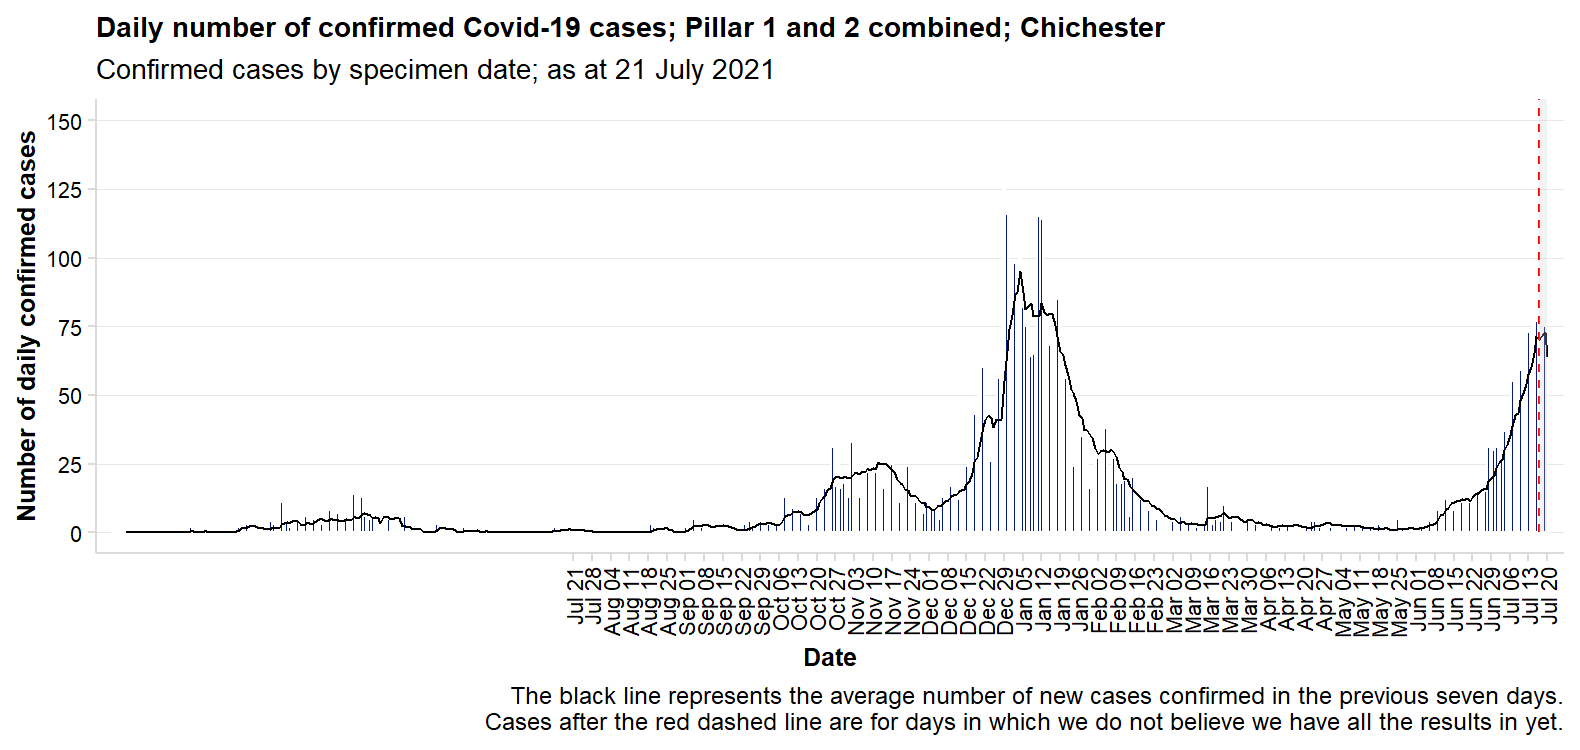 Daily number of confirmed Covid-19 cases; Pillar 1 and 2 combined; Chichester
Confirmed cases by specimen date; as at 21 July 2021
Number of daily confirmed cases
150
125
100
75
50
25
0
Jul 21
Jul 28
Aug 04
Aug 11
Aug 18
Aug 25
Sep 01
Sep 08
Sep 15
Sep 22
Sep 29
Oct 06
Oct 13
Oct 20
Oct 27
Nov 03
Nov 10
Nov 17
Nov 24
Dec 01
Dec 08
Dec 15
Dec 22
Dec 29
Jan 05
Jan 12
Jan 19
Jan 26
Feb 02
Feb 09
Feb 16
Feb 23
Mar 02
Mar 09
Mar 16
Mar 23
Mar 30
Apr 06
Apr 13
Apr 20
Apr 27
May 04
May 11
May 18
May 25
Jun 01
Jun 08
Jun 15
Jun 22
Jun 29
Jul 06
Jul 13
Jul 20
Date
The black line represents the average number of new cases confirmed in the previous seven days.
Cases after the red dashed line are for days in which we do not believe we have all the results in yet.